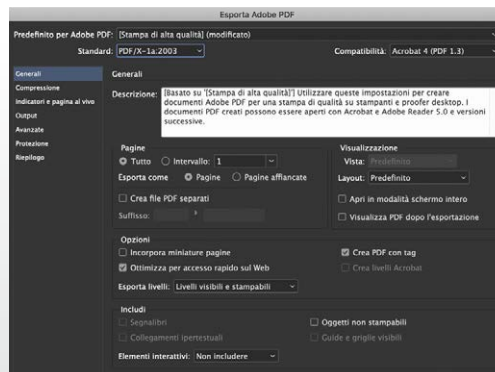 Esporta Adobe PDF
Predefinito per Adobe PDF: [Stampa di alta qualità] (modificato)
Standard: PDF/X-1a:2003 Compatibilità: Acrobat 4 (PDF 1.3)
Generali
Compressione
Indicatori e pagina al vivo
Output
Avanzate
Protezione
Riepilogo
Generali
Descrizione: [Basato su '[Stampa di alta qualità]'] Utilizzare queste impostazioni per creare
documenti Adobe PDF per una stampa di qualità su stampanti e proofer desktop. I
documenti PDF creati possono essere aperti con Acrobat e Adobe Reader 5.0 e versioni
successive.
Pagine
Tutto Intervallo: 1
Esporta come Pagine Pagine affiancate
Crea file PDF separati
Suffisso:
Visualizzazione
Vista: Predefinito
Layout: Predefinito
Apri in modalità schermo intero
Visualizza PDF dopo l'esportazione
Opzioni
Incorpora miniature pagine Crea PDF con tag
Ottimizza per accesso rapido sul Web Crea livelli Acrobat
Esporta livelli: Livelli visibili e stampabili
Includi
Segnalibri Oggetti non stampabili
Collegamenti ipertestuali Guide e griglie visibili
Elementi interattivi: Non includere